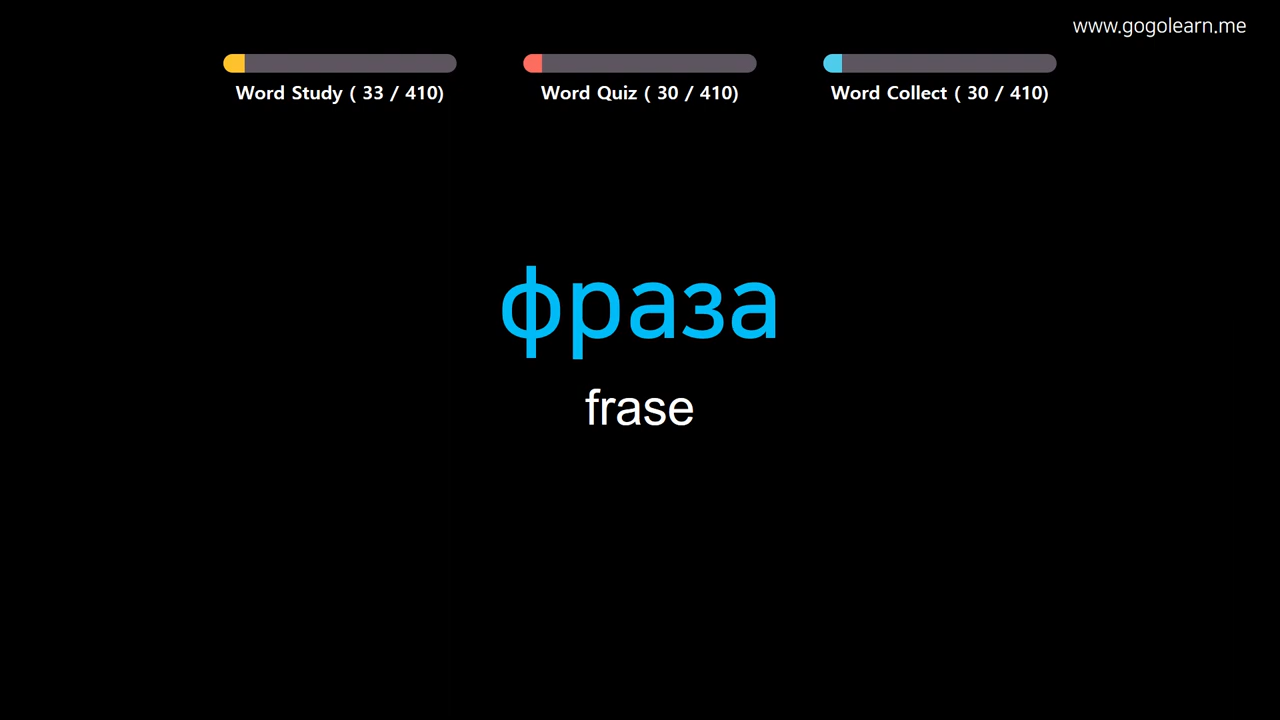 www.gogolearn.me
Word Study ( 33 / 410)
Word Quiz ( 30 / 410)
Word Collect ( 30 / 410)
фраза
frase